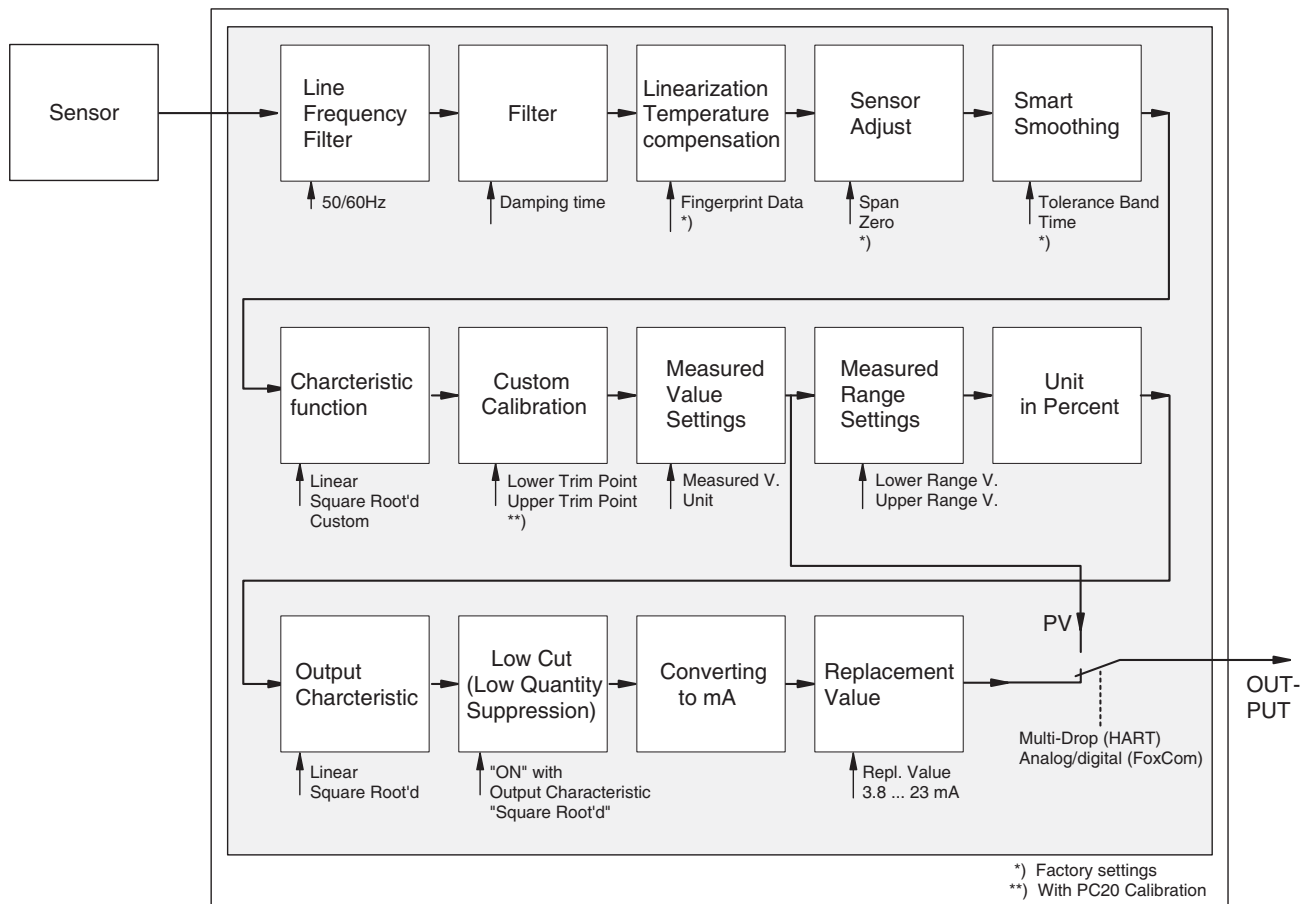 Sensor
Line
Frequency
Filter
50/60Hz
Filter
Damping time
Linearization
Temperature
compensation
Fingerprint Data
*)
Sensor
Adjust
Span
Zero
*)
Smart
Smoothing
Tolerance Band
Time
*)
Charcteristic
function
Linear
Square Root'd
Custom
Custom
Calibration
Lower Trim Point
Upper Trim Point
**)
Measured
Value
Settings
Measured V.
Unit
Measured
Range
Settings
Lower Range V.
Upper Range V.
Unit
in Percent
Output
Charcteristic
Linear
Square Root'd
Low Cut
(Low Quantity
Suppression)
"ON" with
Output Characteristic
"Square Root'd"
Converting
to mA
Replacement
Value
Repl. Value
3.8 ... 23 mA
PV
Multi-Drop (HART)
Analog/digital (FoxCom)
OUT-
PUT
*) Factory settings
**) With PC20 Calibration